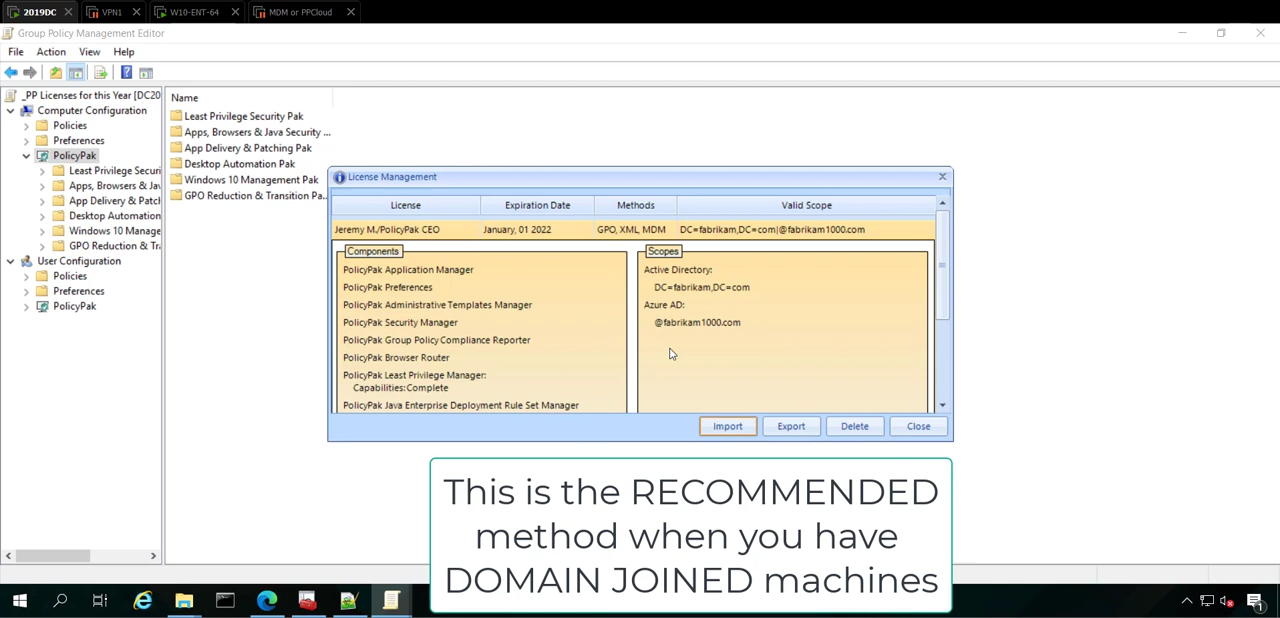 2019DC
VPN1
W10-ENT-64
MDM or PPCloud
Group Policy Management Editor
File Action View Help
_PP Licenses for this Year [DC20
Computer Configuration
Policies
Preferences
PolicyPak
Least Privilege Securi
Apps, Browsers & Jav
App Delivery & Patch
Desktop Automation
Windows 10 Manage
GPO Reduction & Tr
User Configuration
Policies
Preferences
PolicyPak
Name
Least Privilege Security Pak
Apps, Browsers & Java Security ...
App Delivery & Patching Pak
Desktop Automation Pak
Windows 10 Management Pak
GPO Reduction & Transition Pa...
License Management
License Expiration Date Methods Valid Scope
Jeremy M./PolicyPak CEO January, 01 2022 GPO, XML, MDM DC=fabrikam,DC=com|@fabrikam1000.com
Components
PolicyPak Application Manager
PolicyPak Preferences
PolicyPak Administrative Templates Manager
PolicyPak Security Manager
PolicyPak Group Policy Compliance Reporter
PolicyPak Browser Router
PolicyPak Least Privilege Manager:
Capabilities:Complete
PolicyPak Java Enterprise Deployment Rule Set Manager
Scopes
Active Directory:
DC=fabrikam,DC=com
Azure AD:
@fabrikam1000.com
Import Export Delete Close
This is the RECOMMENDED
method when you have
DOMAIN JOINED machines
1